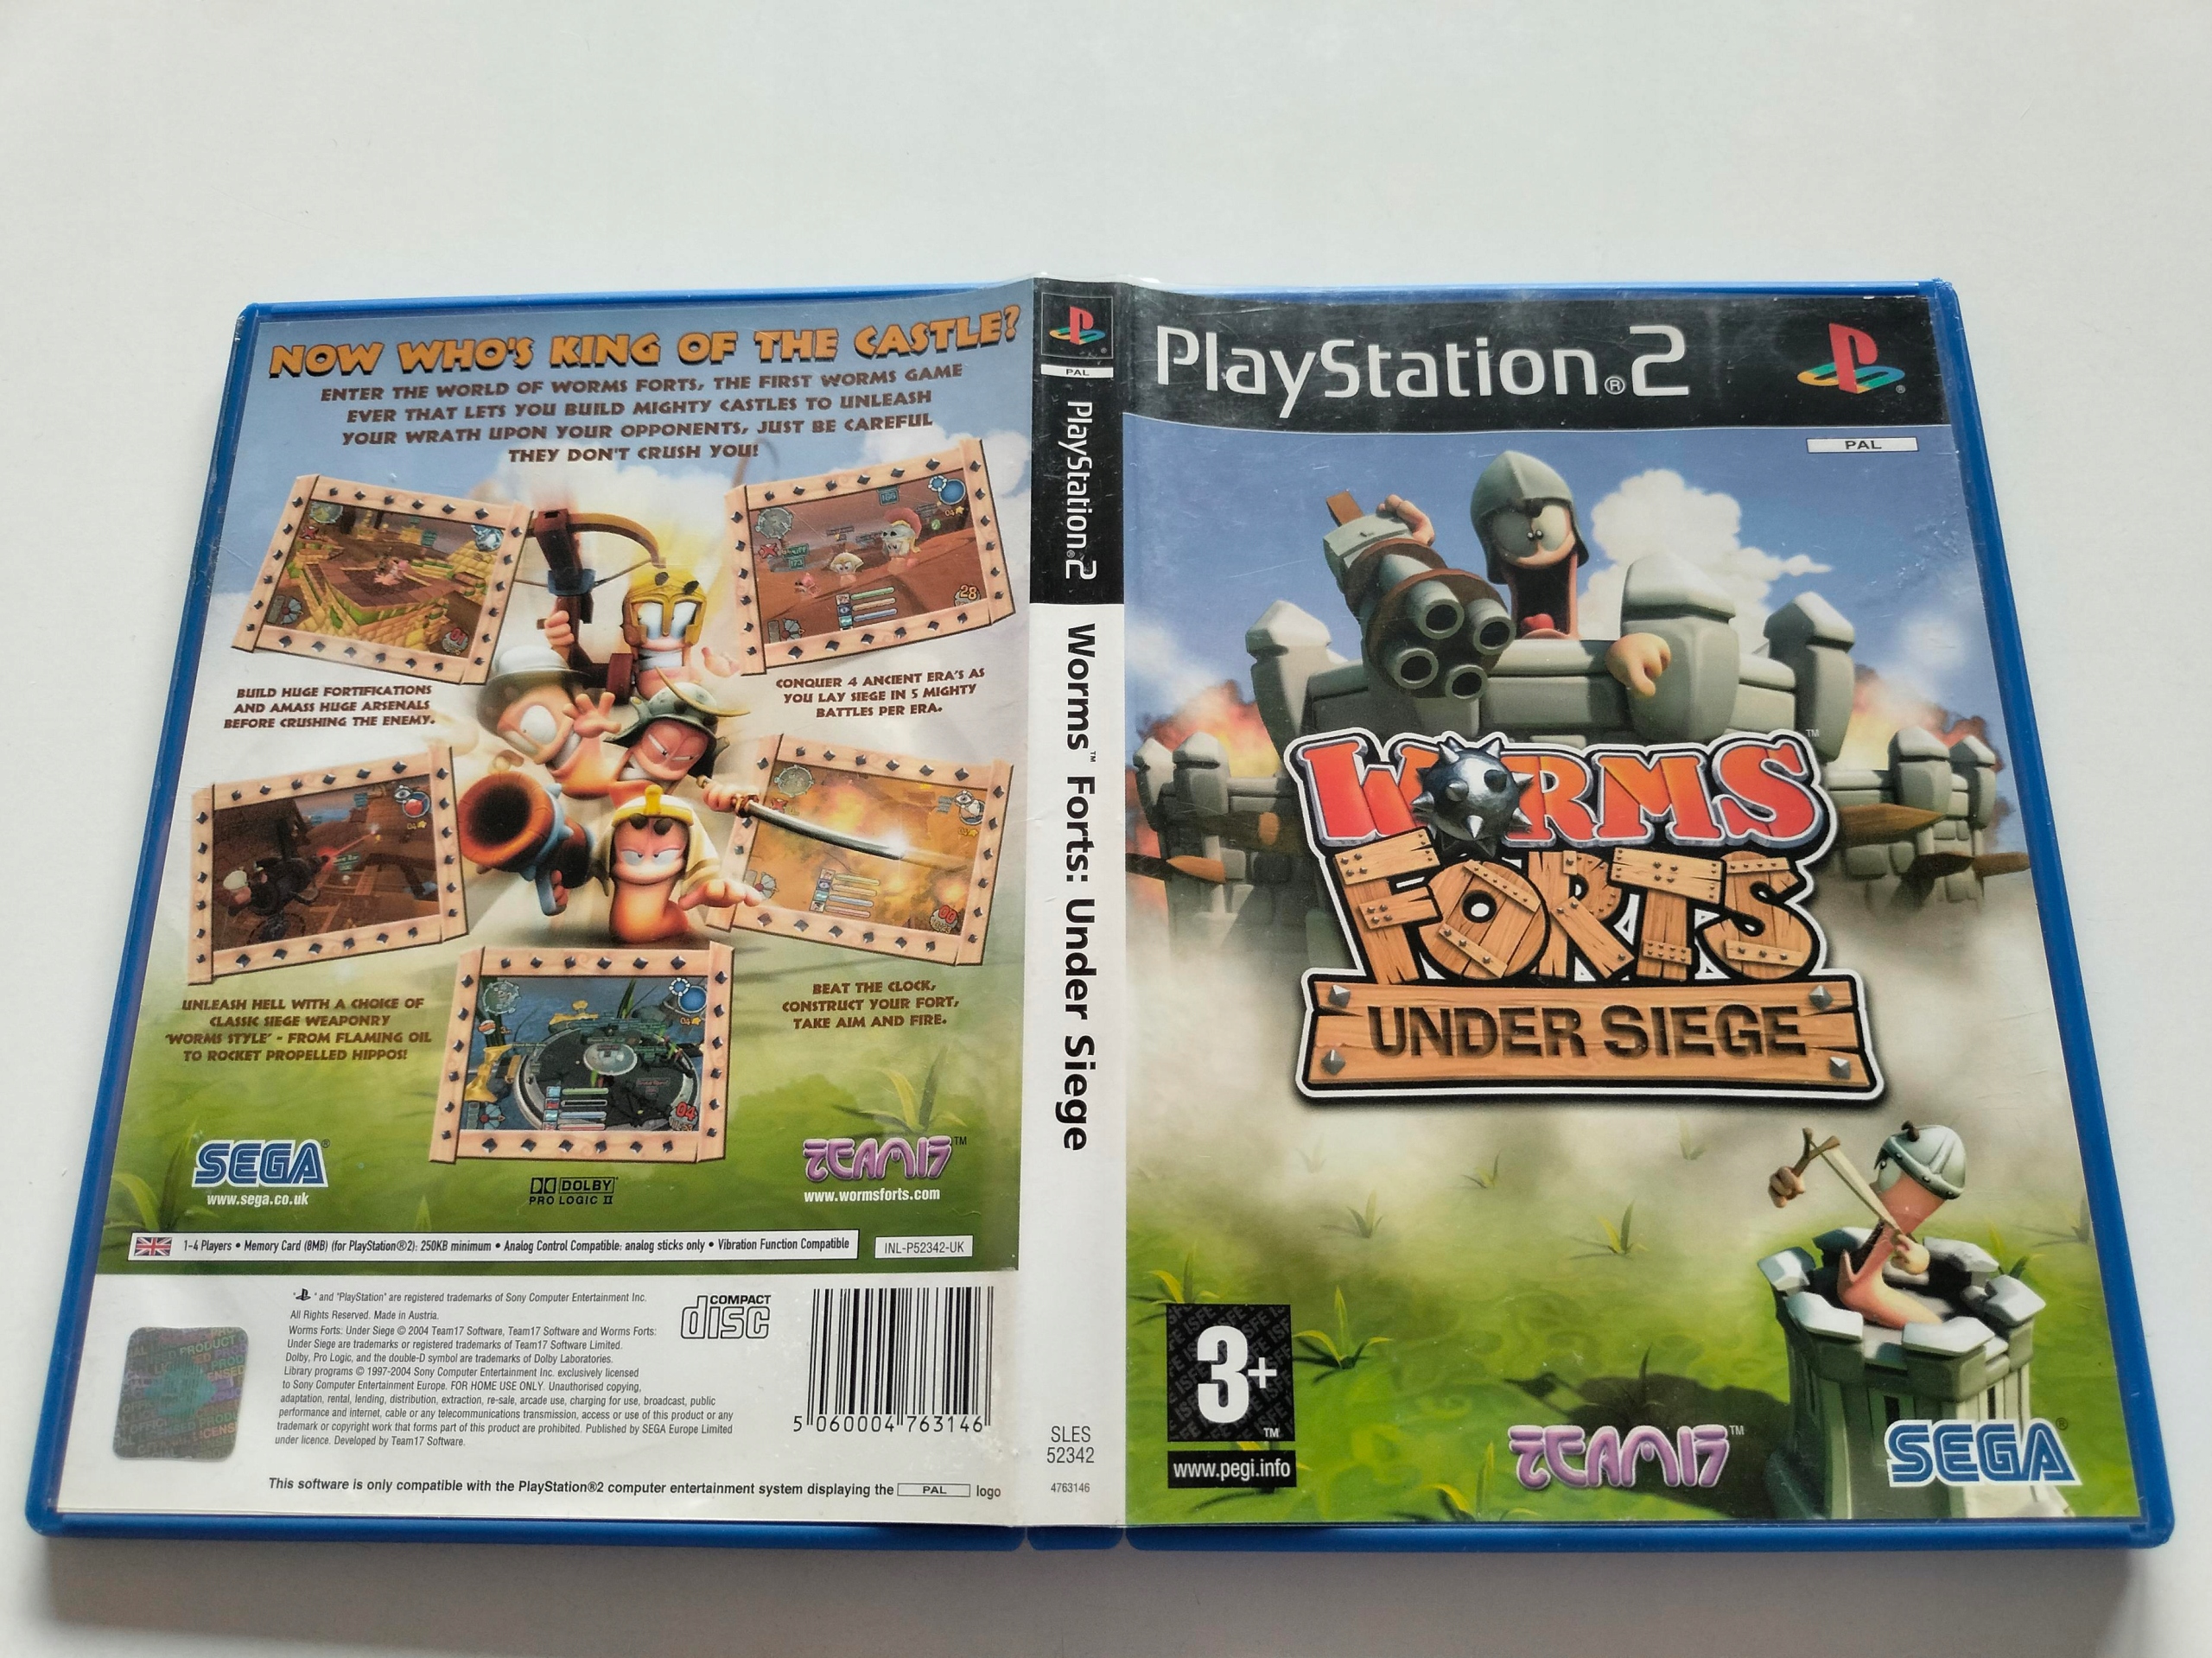 NOW WHO'S KING OF THE CASTLE?
ENTER THE WORLD OF WORMS FORTS, THE FIRST WORMS GAME
EVER THAT LETS YOU BUILD MIGHTY CASTLES TO UNLEASH
YOUR WRATH UPON YOUR OPPONENTS, JUST BE CAREFUL
THEY DON'T CRUSH YOU!
BUILD HUGE FORTIFICATIONS
AND AMASS HUGE ARSENALS
BEFORE CRUSHING THE ENEMY.
CONQUER 4 ANCIENT ERA'S AS
YOU LAY SIEGE IN 5 MIGHTY
BATTLES PER ERA.
UNLEASH HELL WITH A CHOICE OF
CLASSIC SIEGE WEAPONRY
'WORMS STYLE' - FROM FLAMING OIL
TO ROCKET PROPELLED HIPPOS!
BEAT THE CLOCK,
CONSTRUCT YOUR FORT,
TAKE AIM AND FIRE.
SEGA®
www.sega.co.uk
DOLBY
PRO LOGIC II
TEAM17™
www.wormsforts.com
1-4 Players • Memory Card (8MB) (for PlayStation®2): 250KB minimum • Analog Control Compatible: analog sticks only • Vibration Function Compatible
INL-P52342-UK
" " and "PlayStation" are registered trademarks of Sony Computer Entertainment Inc.
All Rights Reserved. Made in Austria.
Worms Forts: Under Siege © 2004 Team17 Software, Team17 Software and Worms Forts:
Under Siege are trademarks or registered trademarks of Team17 Software Limited.
Dolby, Pro Logic, and the double-D symbol are trademarks of Dolby Laboratories.
Library programs © 1997-2004 Sony Computer Entertainment Inc. exclusively licensed
to Sony Computer Entertainment Europe. FOR HOME USE ONLY. Unauthorised copying,
adaptation, rental, lending, distribution, extraction, re-sale, arcade use, charging for use, broadcast, public
performance and internet, cable or any telecommunications transmission, access or use of this product or any
trademark or copyright work that forms part of this product are prohibited. Published by SEGA Europe Limited
under licence. Developed by Team17 Software.
COMPACT
disc
5 060004 763146
This software is only compatible with the PlayStation®2 computer entertainment system displaying the PAL logo
PAL
PlayStation®2
Worms™ Forts: Under Siege
SLES
52342
4763146
PlayStation®2
PAL
WORMS™
FORTS
UNDER SIEGE
3+
™
www.pegi.info
TEAM17™
SEGA®